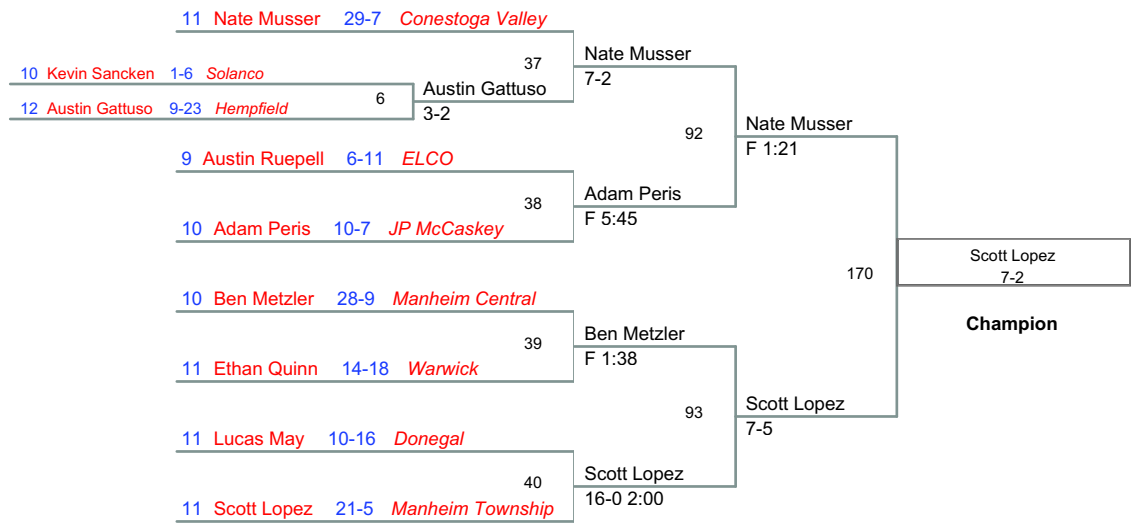 11 Nate Musser 29-7 Conestoga Valley
37
Nate Musser
7-2
10 Kevin Sancken 1-6 Solanco
6
Austin Gattuso
3-2
12 Austin Gattuso 9-23 Hempfield
92
Nate Musser
F 1:21
9 Austin Ruepell 6-11 ELCO
38
Adam Peris
F 5:45
10 Adam Peris 10-7 JP McCaskey
170
Scott Lopez
7-2
Champion
10 Ben Metzler 28-9 Manheim Central
39
Ben Metzler
F 1:38
11 Ethan Quinn 14-18 Warwick
93
Scott Lopez
7-5
11 Lucas May 10-16 Donegal
40
Scott Lopez
16-0 2:00
11 Scott Lopez 21-5 Manheim Township